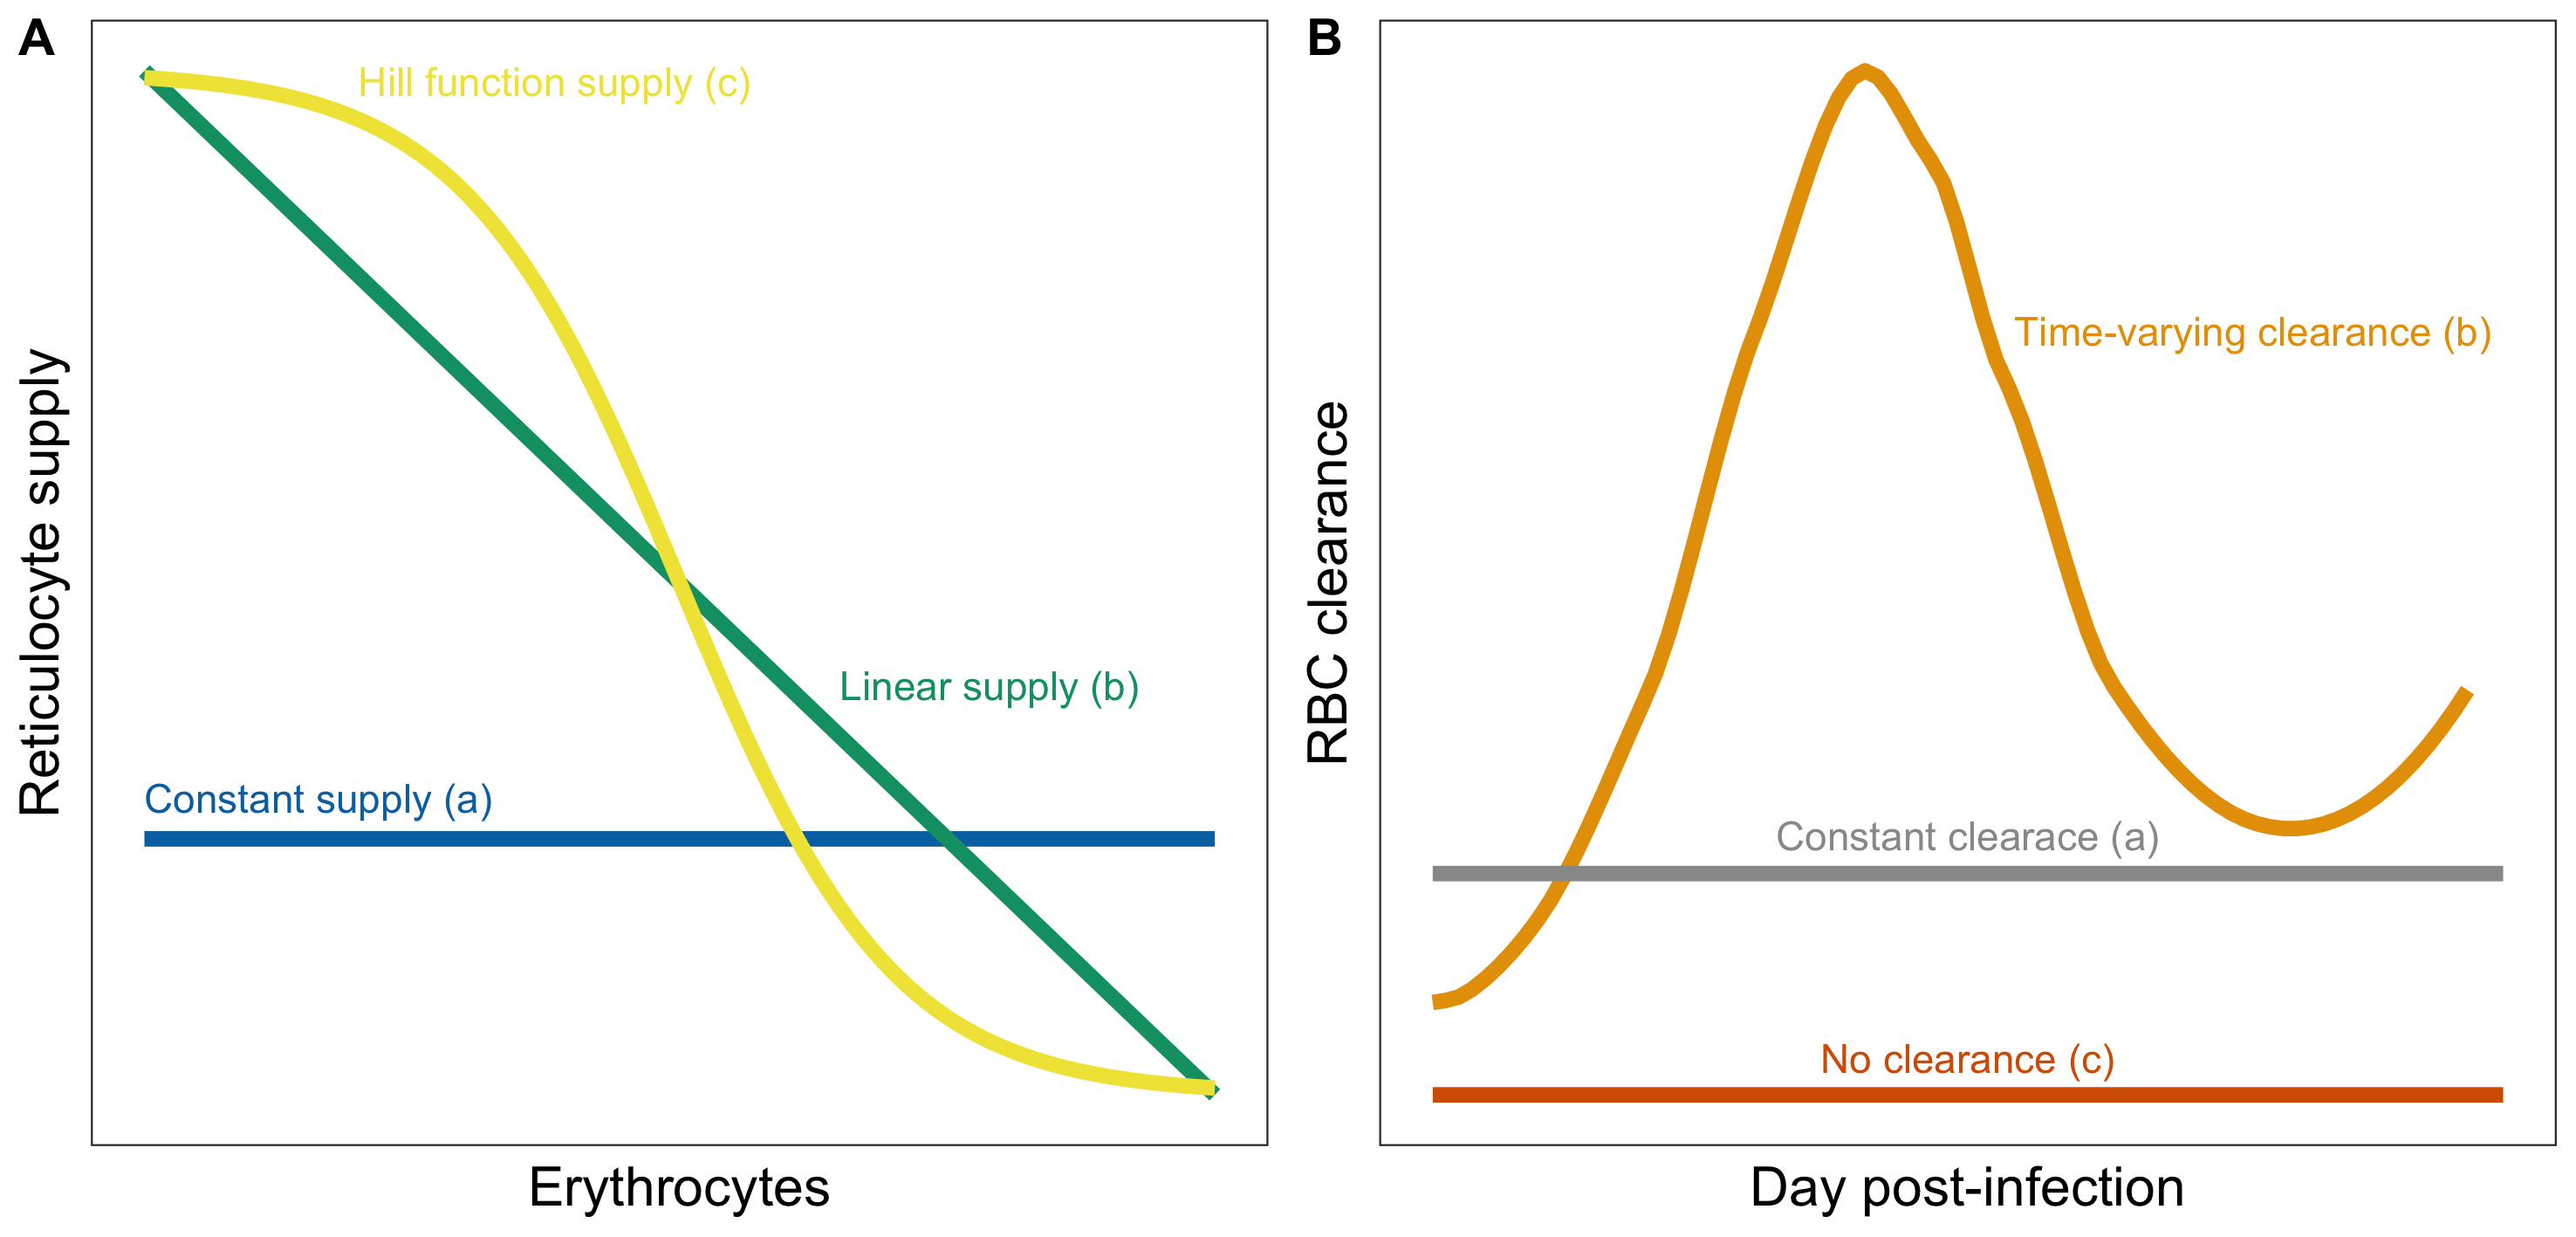 A
Hill function supply (c)
Linear supply (b)
Constant supply (a)
Reticulocyte supply
Erythrocytes
B
Time-varying clearance (b)
Constant clearace (a)
No clearance (c)
RBC clearance
Day post-infection